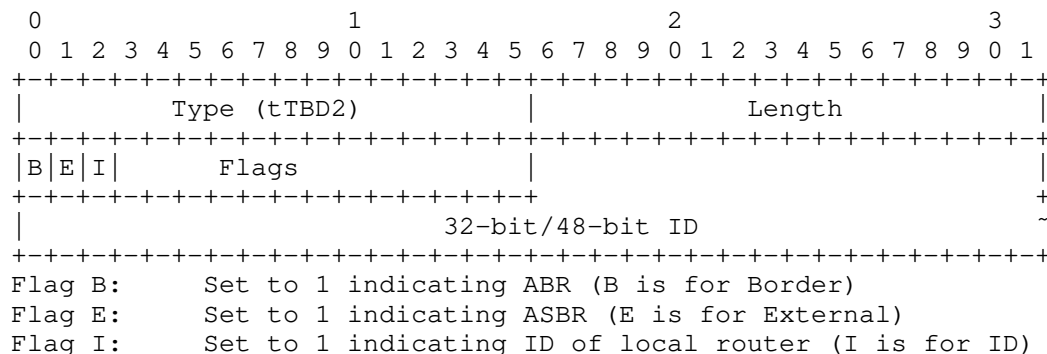 0                   1                   2                   3
 0 1 2 3 4 5 6 7 8 9 0 1 2 3 4 5 6 7 8 9 0 1 2 3 4 5 6 7 8 9 0 1
+-+-+-+-+-+-+-+-+-+-+-+-+-+-+-+-+-+-+-+-+-+-+-+-+-+-+-+-+-+-+-+-+
|         Type (tTBD2)          |             Length            |
+-+-+-+-+-+-+-+-+-+-+-+-+-+-+-+-+-+-+-+-+-+-+-+-+-+-+-+-+-+-+-+-+
|B|E|I|      Flags              |                               |
+-+-+-+-+-+-+-+-+-+-+-+-+-+-+-+-+                               +
|                          32-bit/48-bit ID                     ~
+-+-+-+-+-+-+-+-+-+-+-+-+-+-+-+-+-+-+-+-+-+-+-+-+-+-+-+-+-+-+-+-+
Flag B:     Set to 1 indicating ABR (B is for Border)
Flag E:     Set to 1 indicating ASBR (E is for External)
Flag I:     Set to 1 indicating ID of local router (I is for ID)